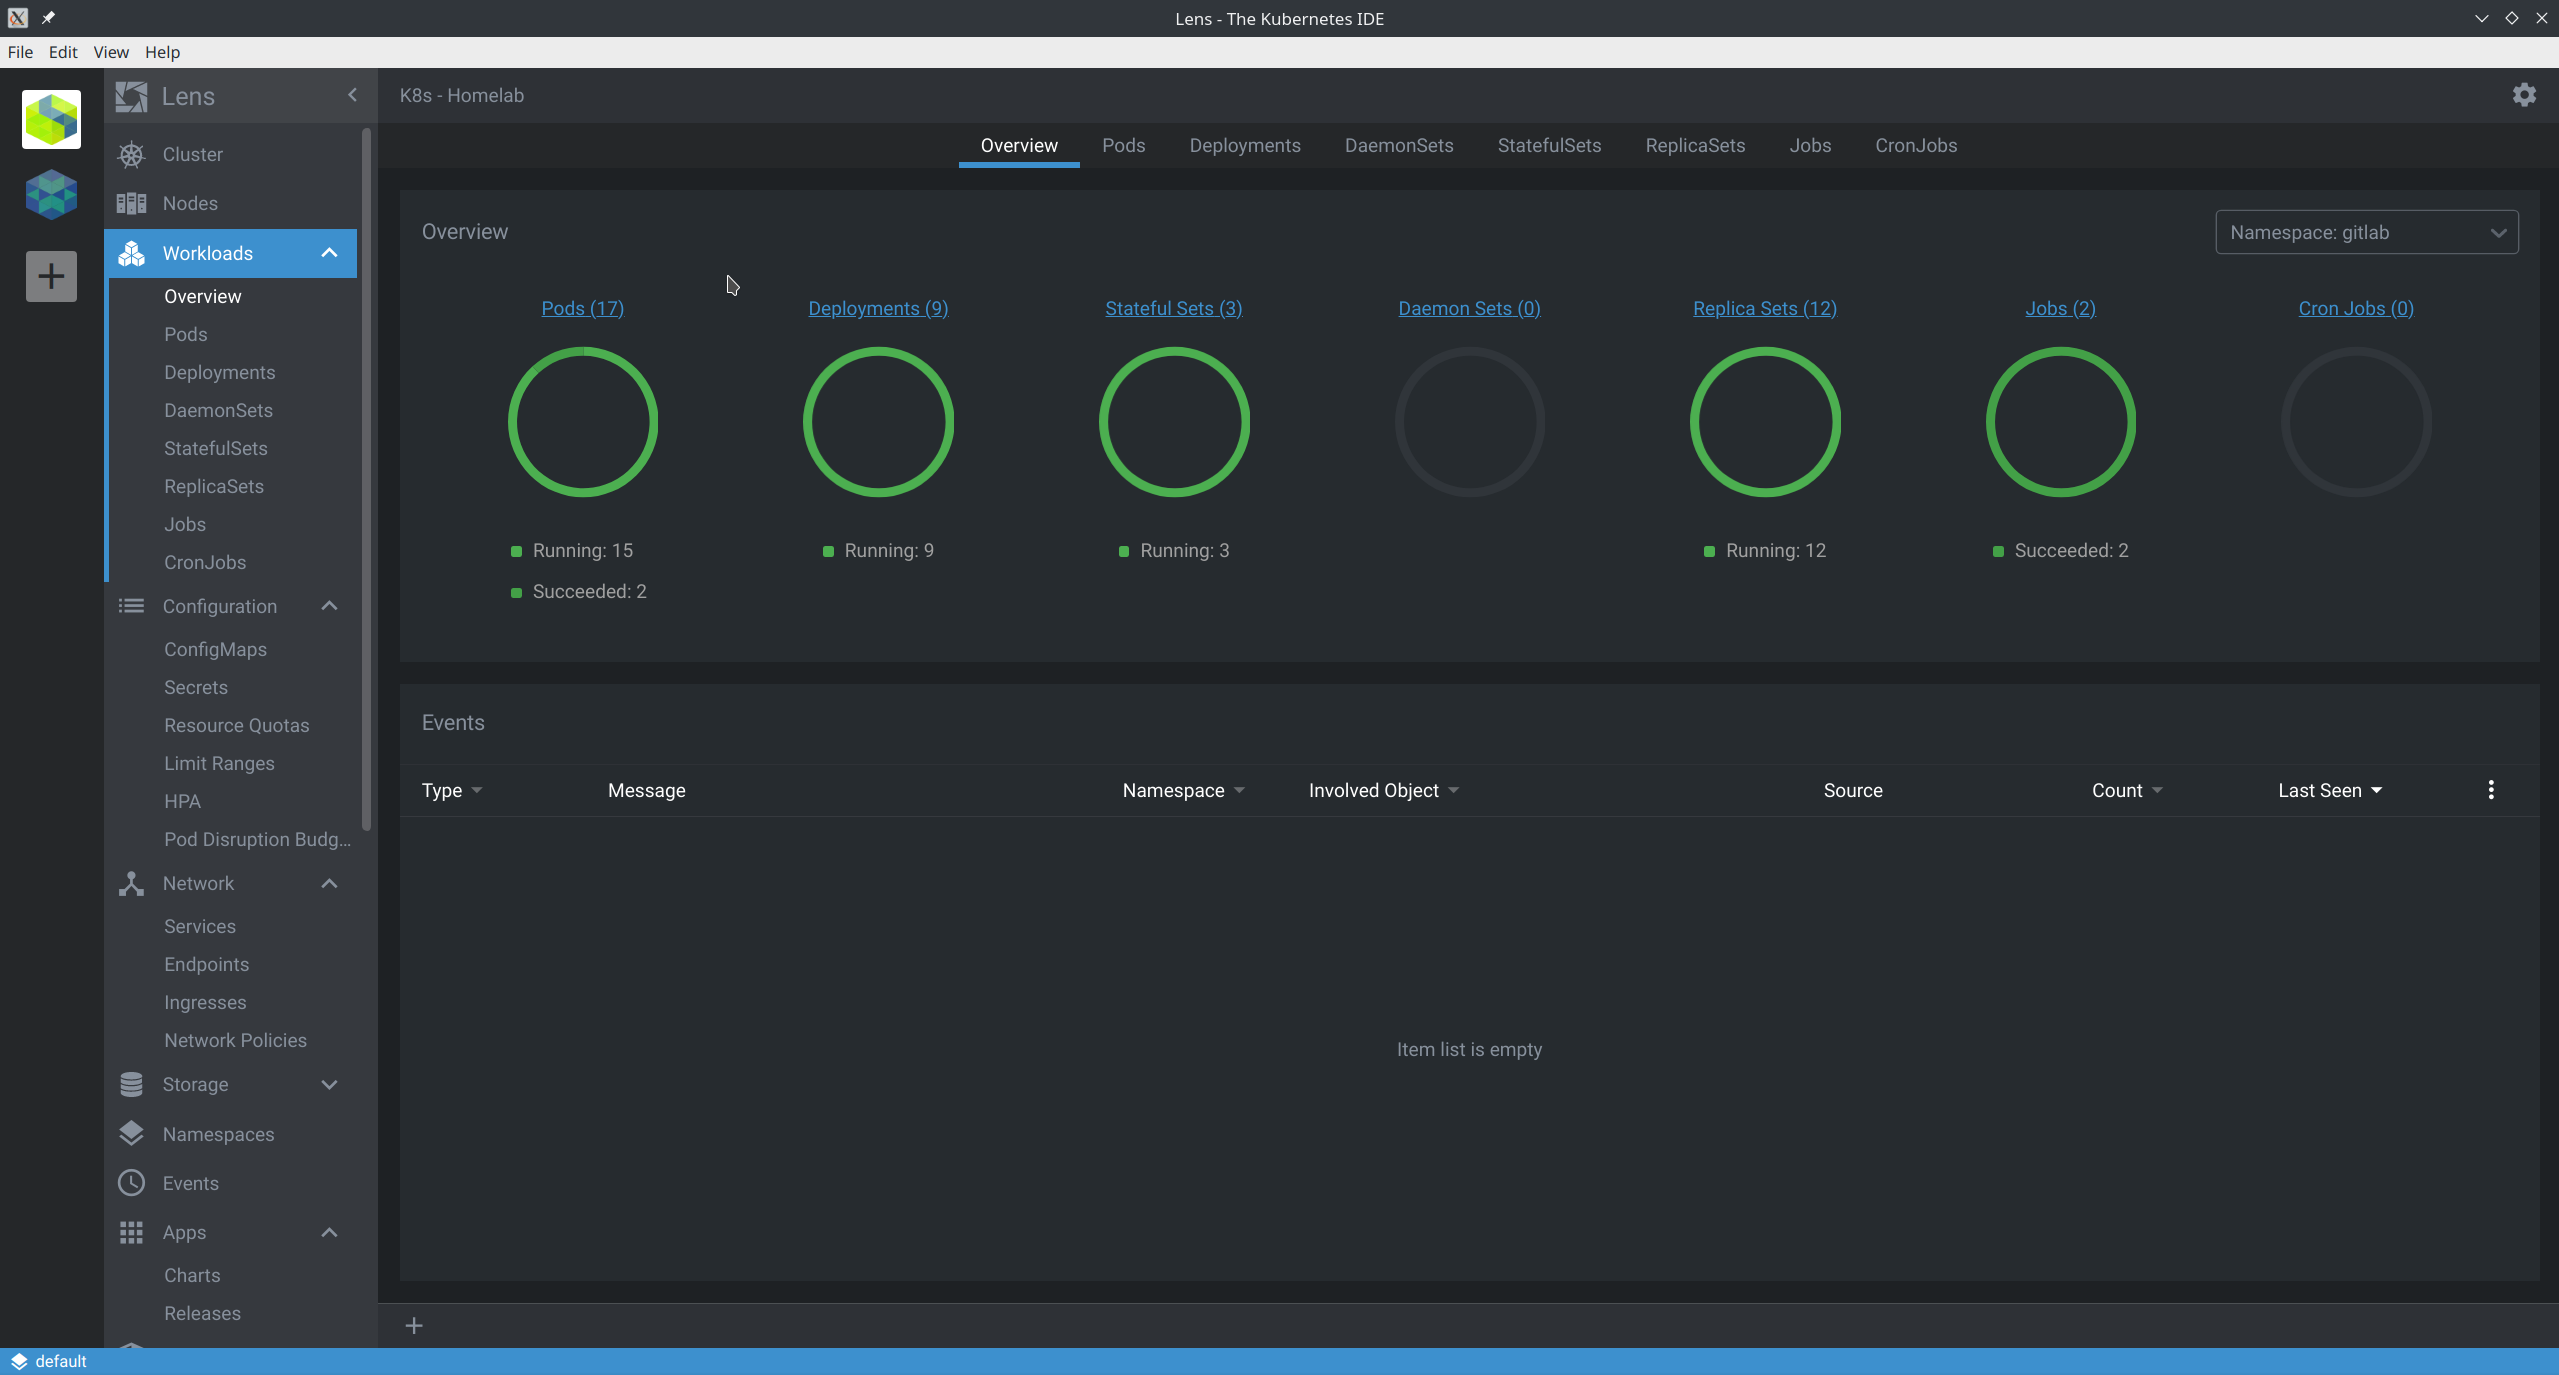 Lens - The Kubernetes IDE
File Edit View Help
Lens
K8s - Homelab
Cluster
Nodes
Workloads
Overview
Pods
Deployments
DaemonSets
StatefulSets
ReplicaSets
Jobs
CronJobs
Configuration
ConfigMaps
Secrets
Resource Quotas
Limit Ranges
HPA
Pod Disruption Budg...
Network
Services
Endpoints
Ingresses
Network Policies
Storage
Namespaces
Events
Apps
Charts
Releases
Overview Pods Deployments DaemonSets StatefulSets ReplicaSets Jobs CronJobs
Overview
Namespace: gitlab
Pods (17) Deployments (9) Stateful Sets (3) Daemon Sets (0) Replica Sets (12) Jobs (2) Cron Jobs (0)
Running: 15 Running: 9 Running: 3 Running: 12 Succeeded: 2
Succeeded: 2
Events
Type Message Namespace Involved Object Source Count Last Seen
Item list is empty
default